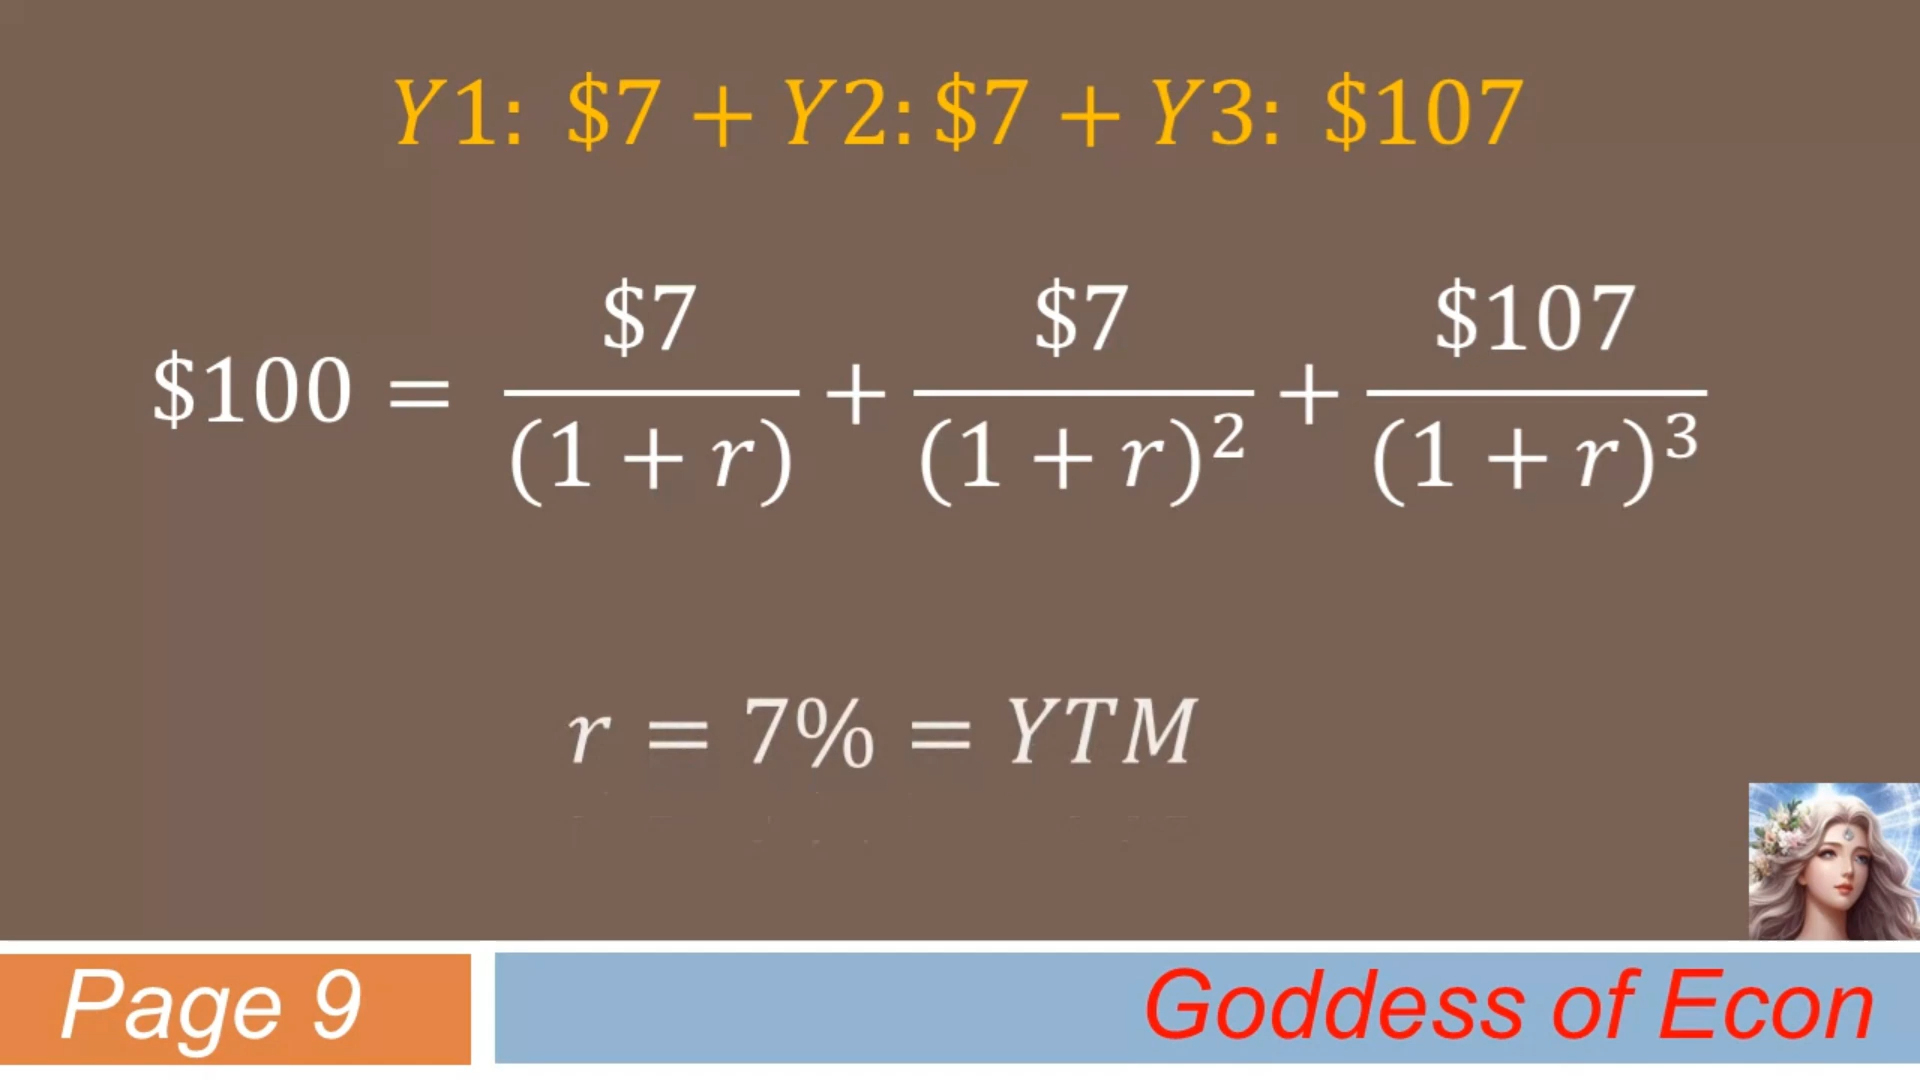 Y1: $7 + Y2: $7 + Y3: $107
$100 = $7/(1 + r) + $7/(1 + r)² + $107/(1 + r)³
r = 7% = YTM
Page 9
Goddess of Econ